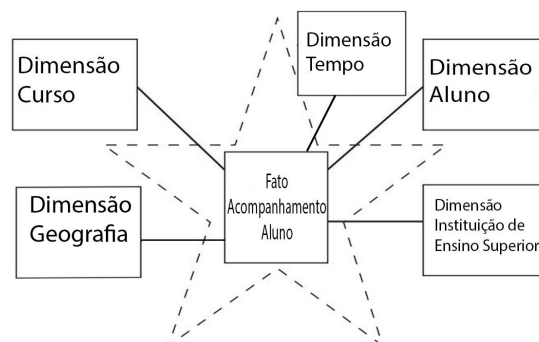 Dimensão
Curso
Dimensão
Tempo
Dimensão
Aluno
Fato
Acompanhamento
Aluno
Dimensão
Geografia
Dimensão
Instituição de
Ensino Superior